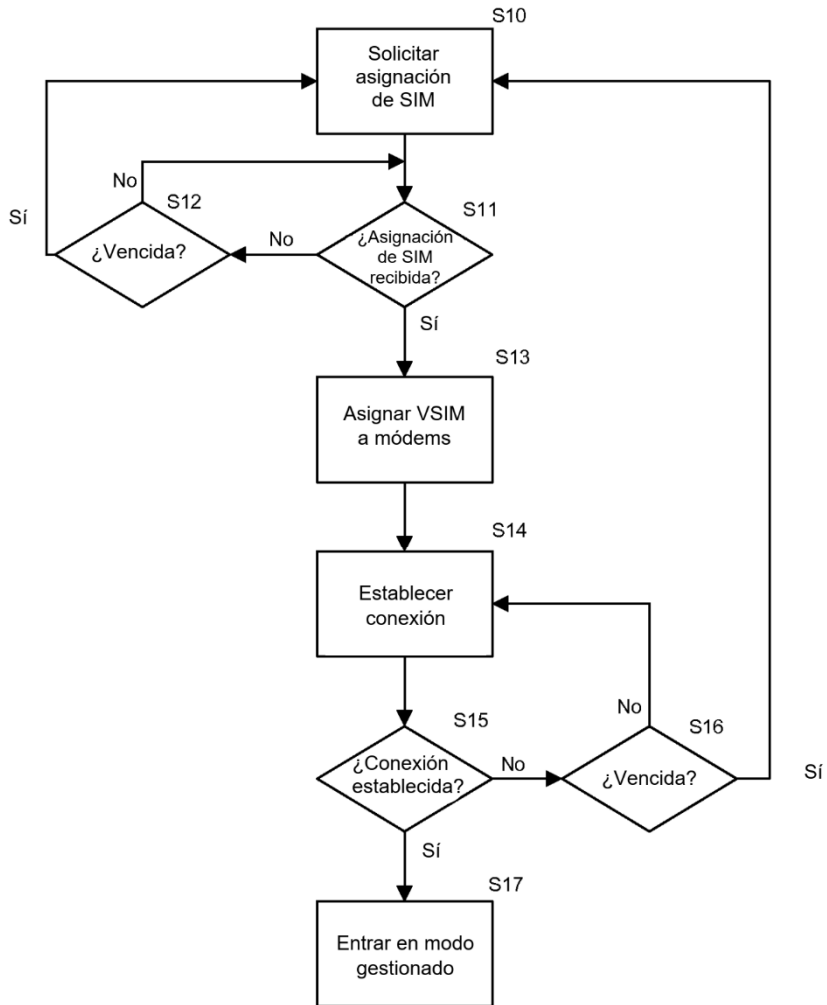 S10
Solicitar
asignación
de SIM
No
S12
S11
Sí
¿Vencida?
No
¿Asignación
de SIM
recibida?
Sí
S13
Asignar VSIM
a módems
S14
Establecer
conexión
No
S15
S16
¿Conexión
establecida?
No
¿Vencida?
Sí
Sí
S17
Entrar en modo
gestionado